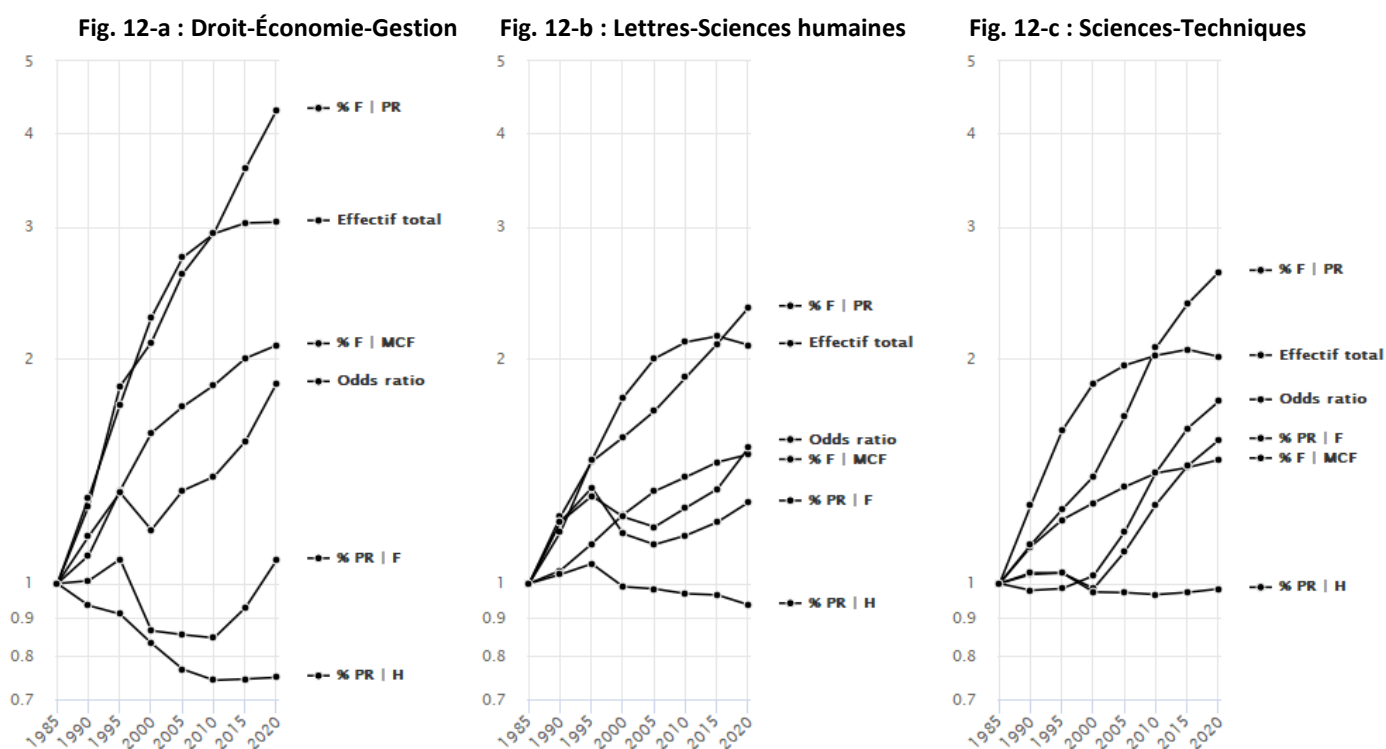 Fig. 12-a : Droit-Économie-Gestion
5
4
3
2
1
0.9
0.8
0.7
% F | PR
Effectif total
% F | MCF
Odds ratio
% PR | F
% PR | H
1985 1990 1995 2000 2005 2010 2015 2020
Fig. 12-b : Lettres-Sciences humaines
5
4
3
2
1
0.9
0.8
0.7
% F | PR
Effectif total
Odds ratio
% F | MCF
% PR | F
% PR | H
1985 1990 1995 2000 2005 2010 2015 2020
Fig. 12-c : Sciences-Techniques
5
4
3
2
1
0.9
0.8
0.7
% F | PR
Effectif total
Odds ratio
% PR | F
% F | MCF
% PR | H
1985 1990 1995 2000 2005 2010 2015 2020